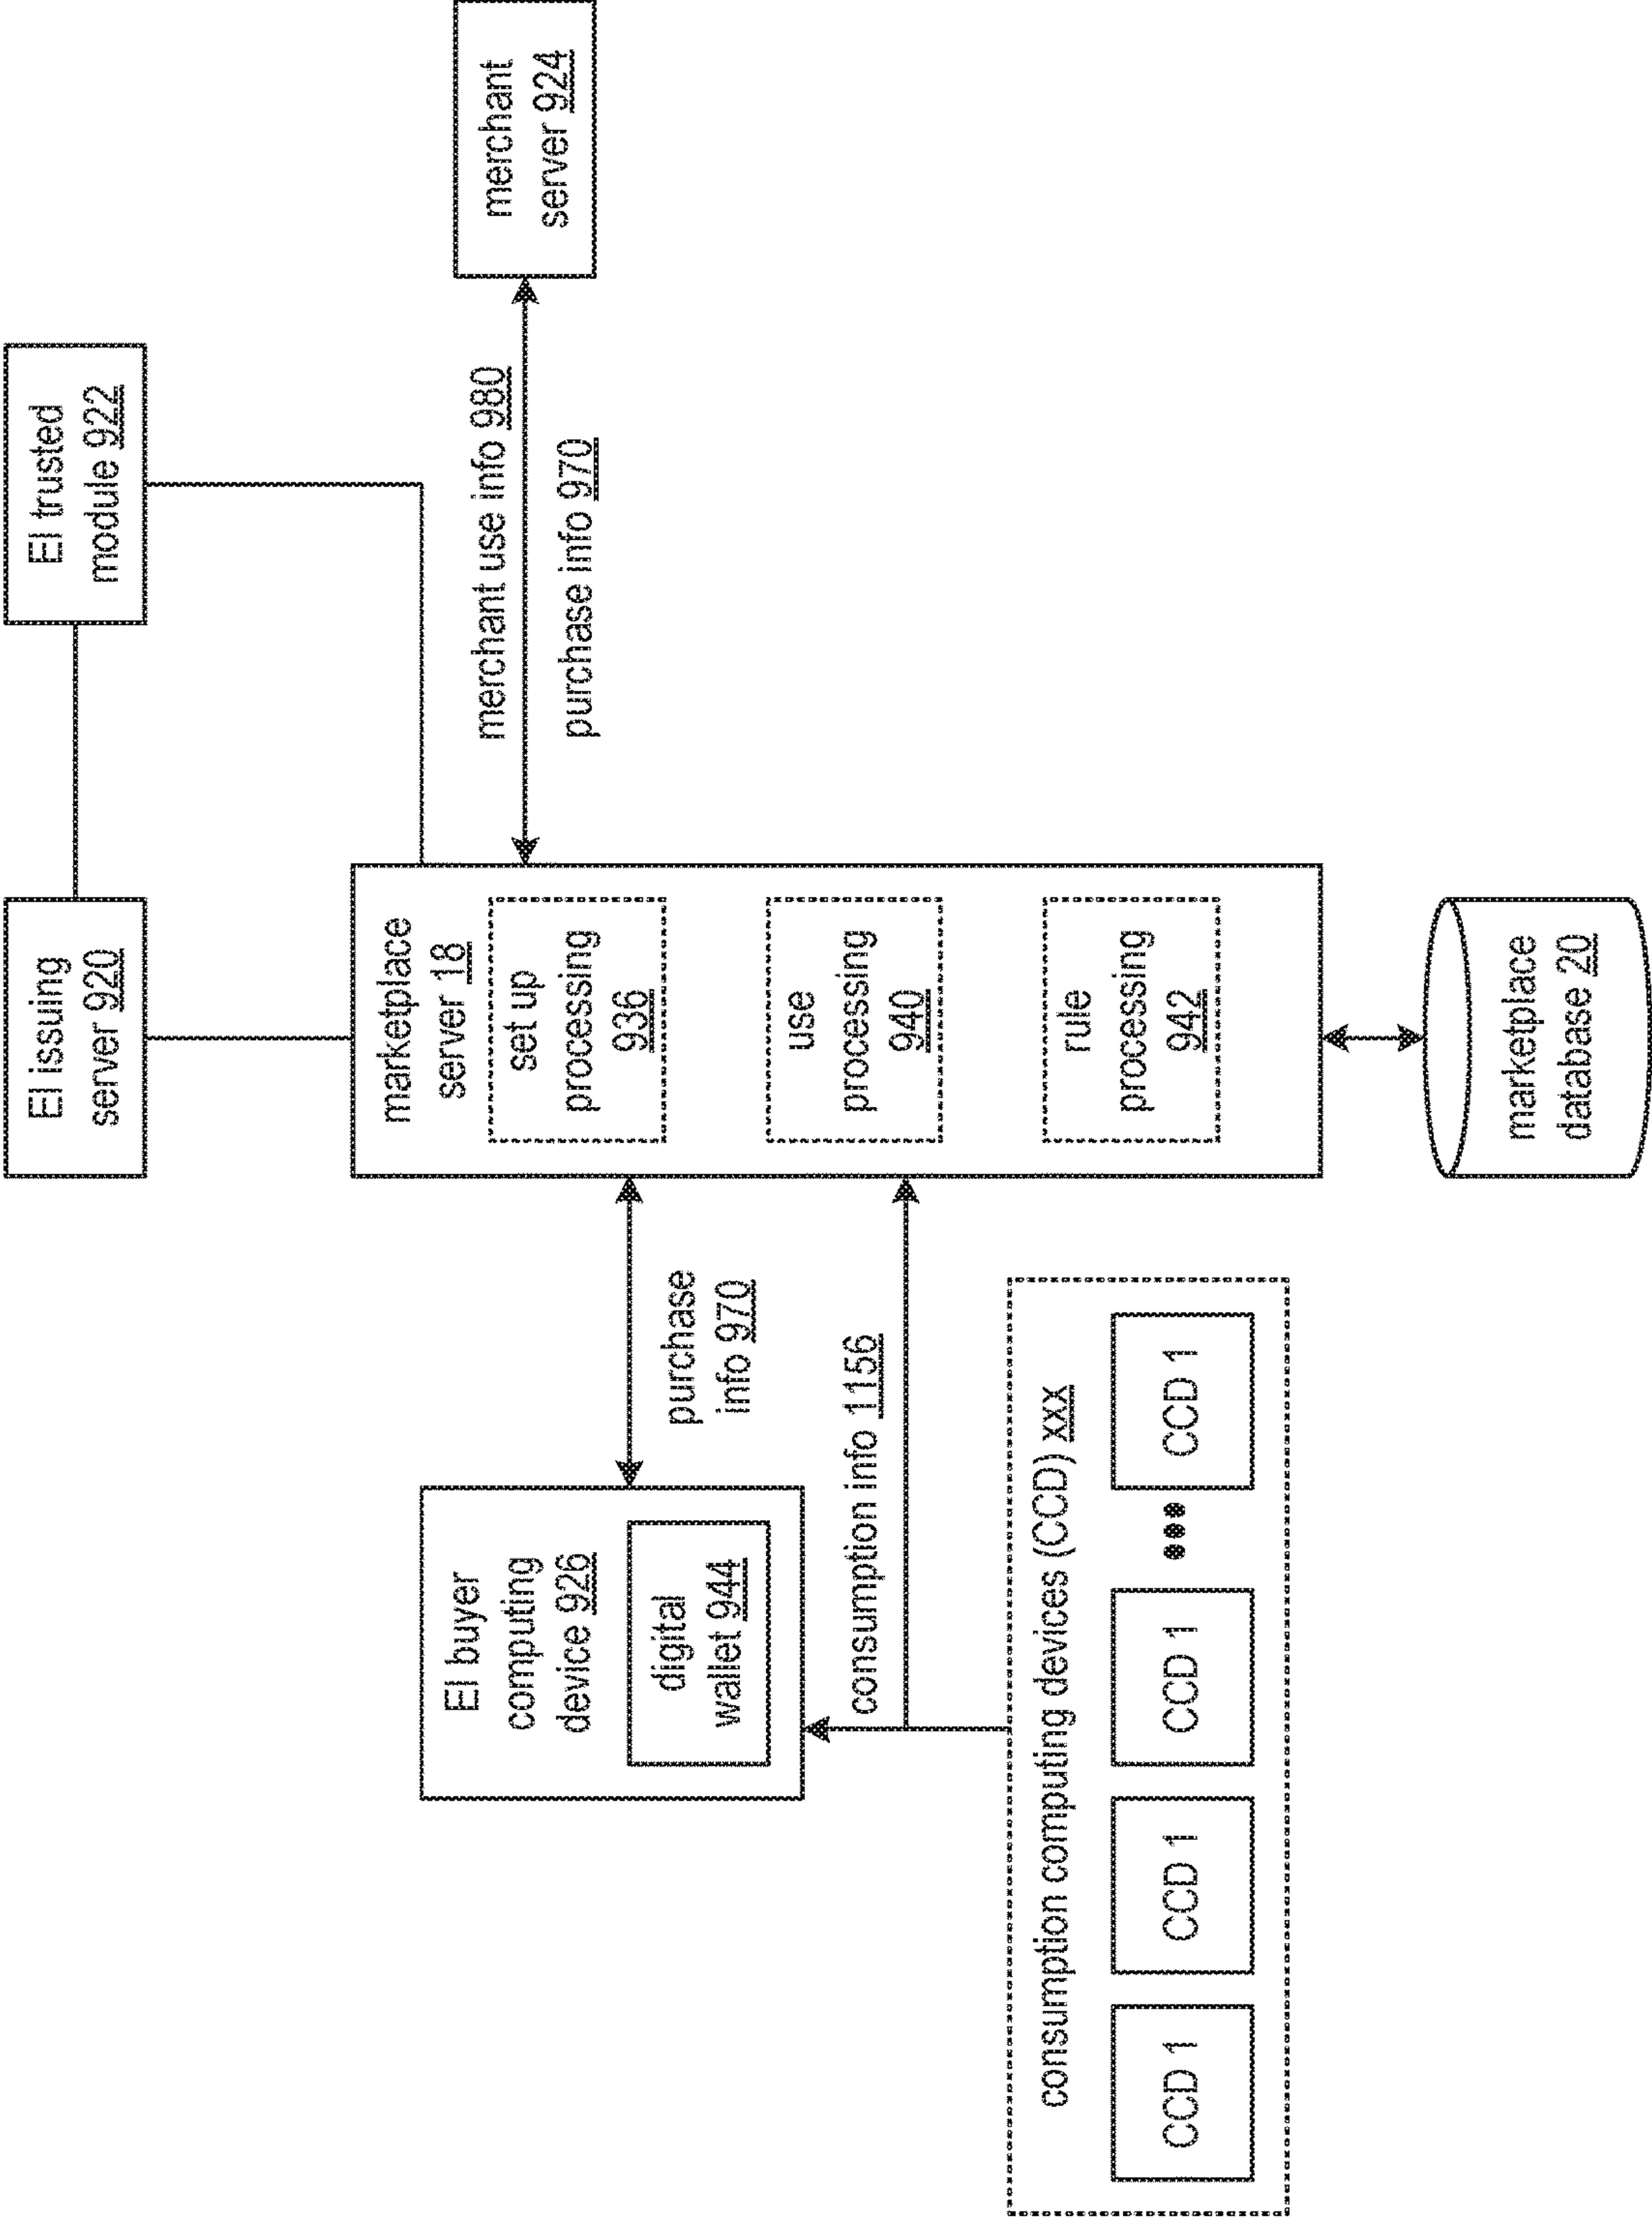 EI issuing
server 920
EI trusted
module 922
marketplace
server 18
set up
processing
936
use
processing
940
rule
processing
942
merchant use info 980
purchase info 970
merchant
server 924
EI buyer
computing
device 926
digital
wallet 944
purchase
info 970
consumption info 1156
consumption computing devices (CCD) xxx
CCD 1
CCD 1
CCD 1
CCD 1
marketplace
database 20